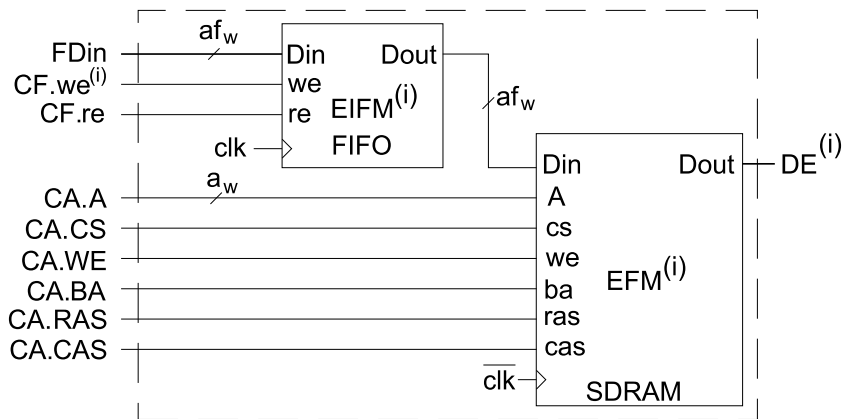 FDin
af_w
Din
Dout
CF.we^(i)
we
EIFM^(i)
af_w
CF.re
re
clk
FIFO
Din
Dout
DE^(i)
CA.A
a_w
A
CA.CS
cs
CA.WE
we
EFM^(i)
CA.BA
ba
CA.RAS
ras
CA.CAS
cas
c̅l̅k̅
SDRAM